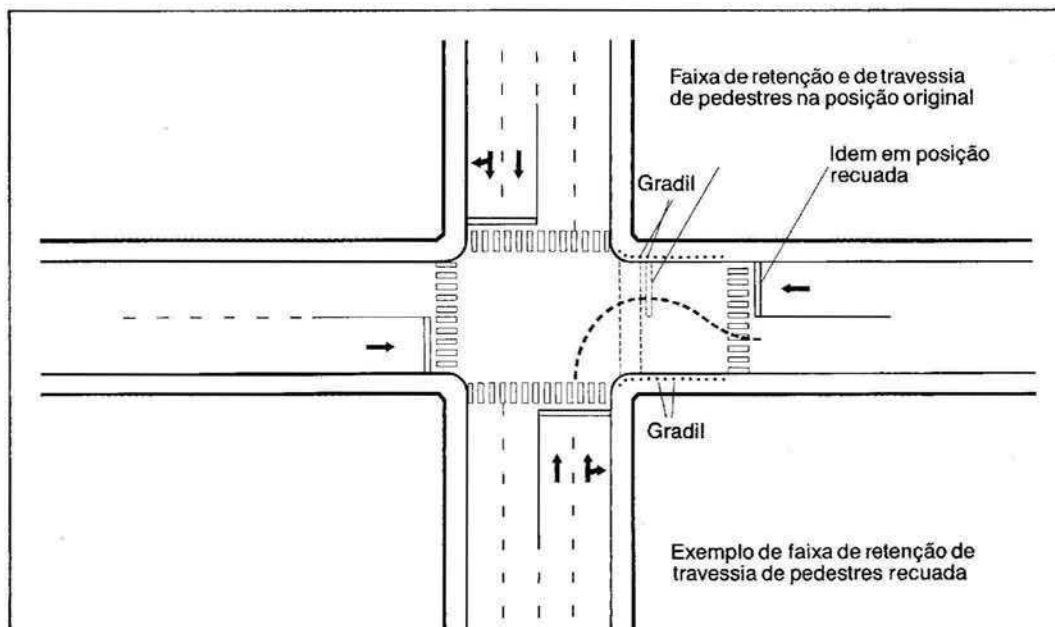 Faixa de retenção e de travessia
de pedestres na posição original
Idem em posição
recuada
Gradil
Gradil
Exemplo de faixa de retenção de
travessia de pedestres recuada